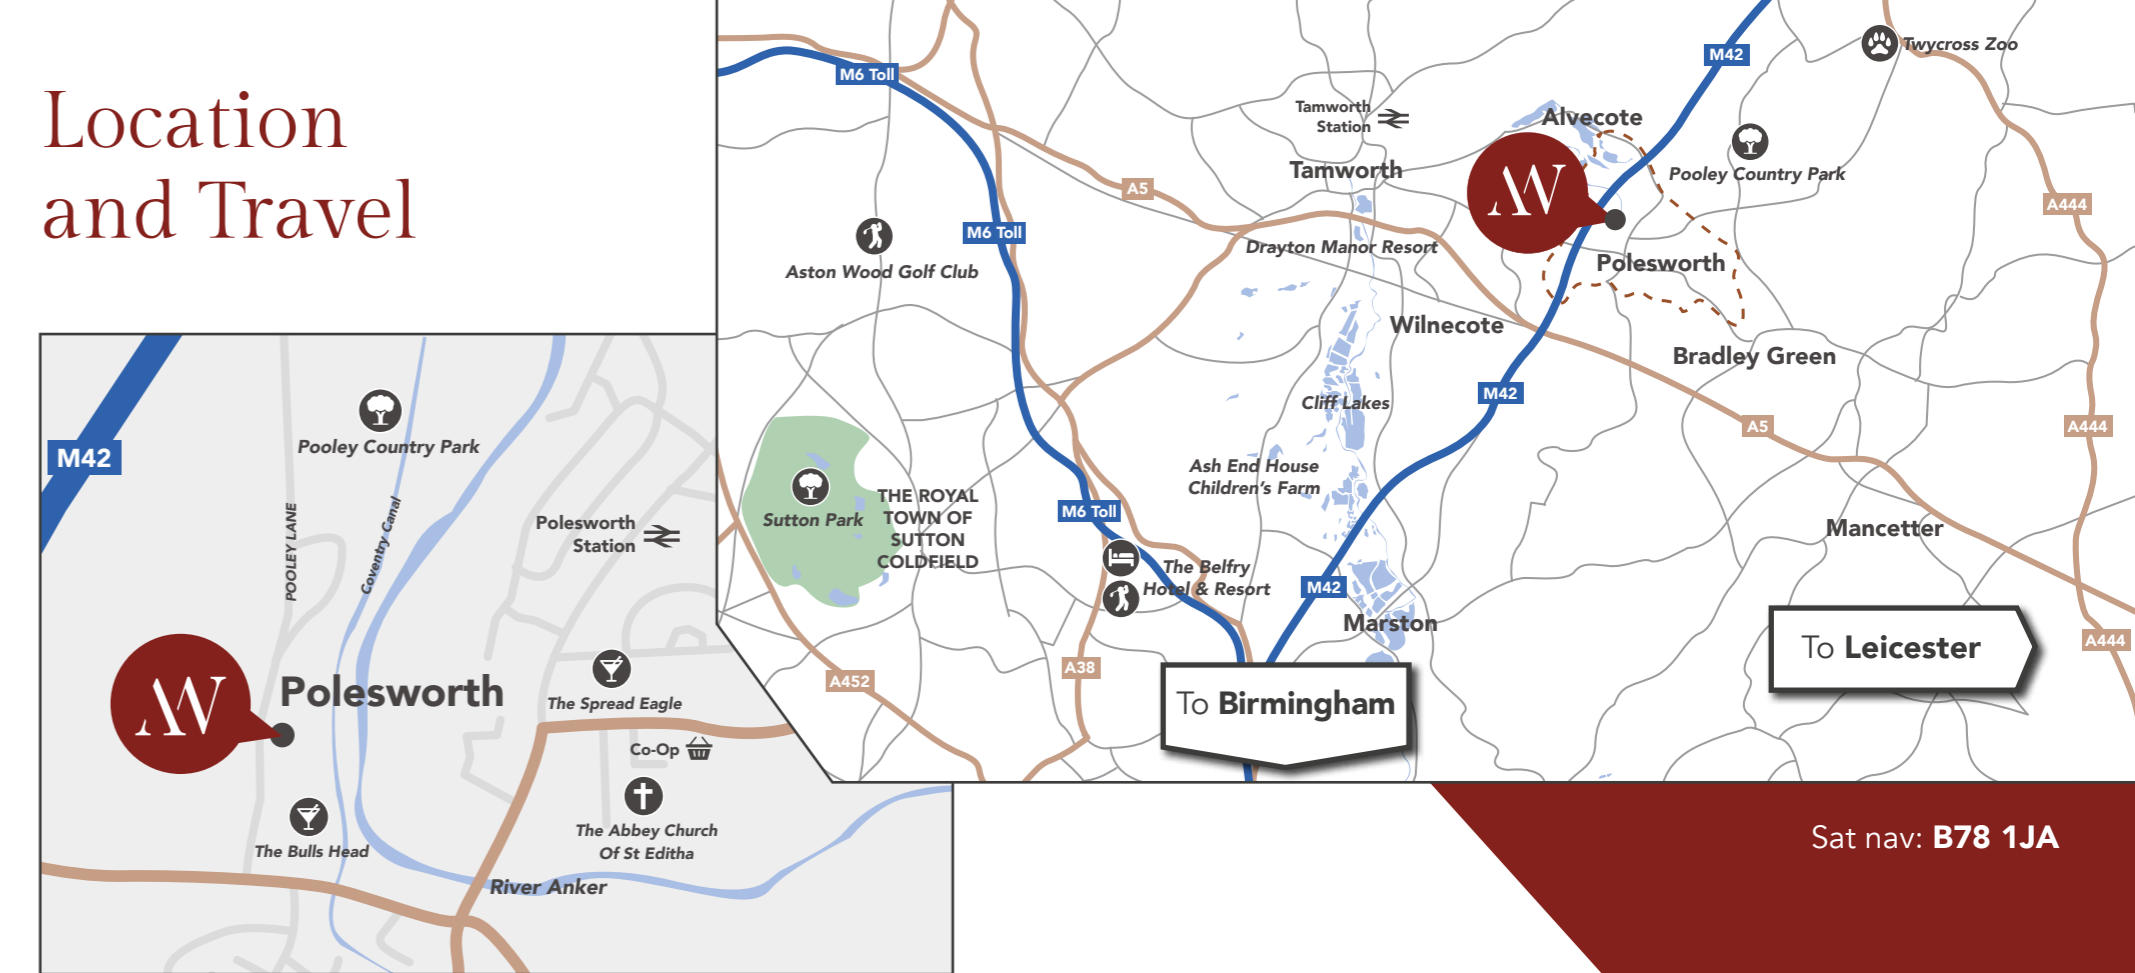 Location
and Travel
M6 Toll
M42
Twycross Zoo
Tamworth
Station
Alvecote
Tamworth
AW
Pooley Country Park
A5
A444
M6 Toll
Drayton Manor Resort
Aston Wood Golf Club
Polesworth
Wilnecote
Bradley Green
M42
Cliff Lakes
A5
A444
Ash End House
Children's Farm
THE ROYAL
TOWN OF
SUTTON
COLDFIELD
Sutton Park
M6 Toll
Mancetter
The Belfry
Hotel & Resort
M42
Marston
A452
A38
To Birmingham
To Leicester
A444
M42
Pooley Country Park
POOLEY LANE
Coventry Canal
Polesworth
Station
AW
Polesworth
The Spread Eagle
Co-Op
The Bulls Head
The Abbey Church
Of St Editha
River Anker
Sat nav: B78 1JA